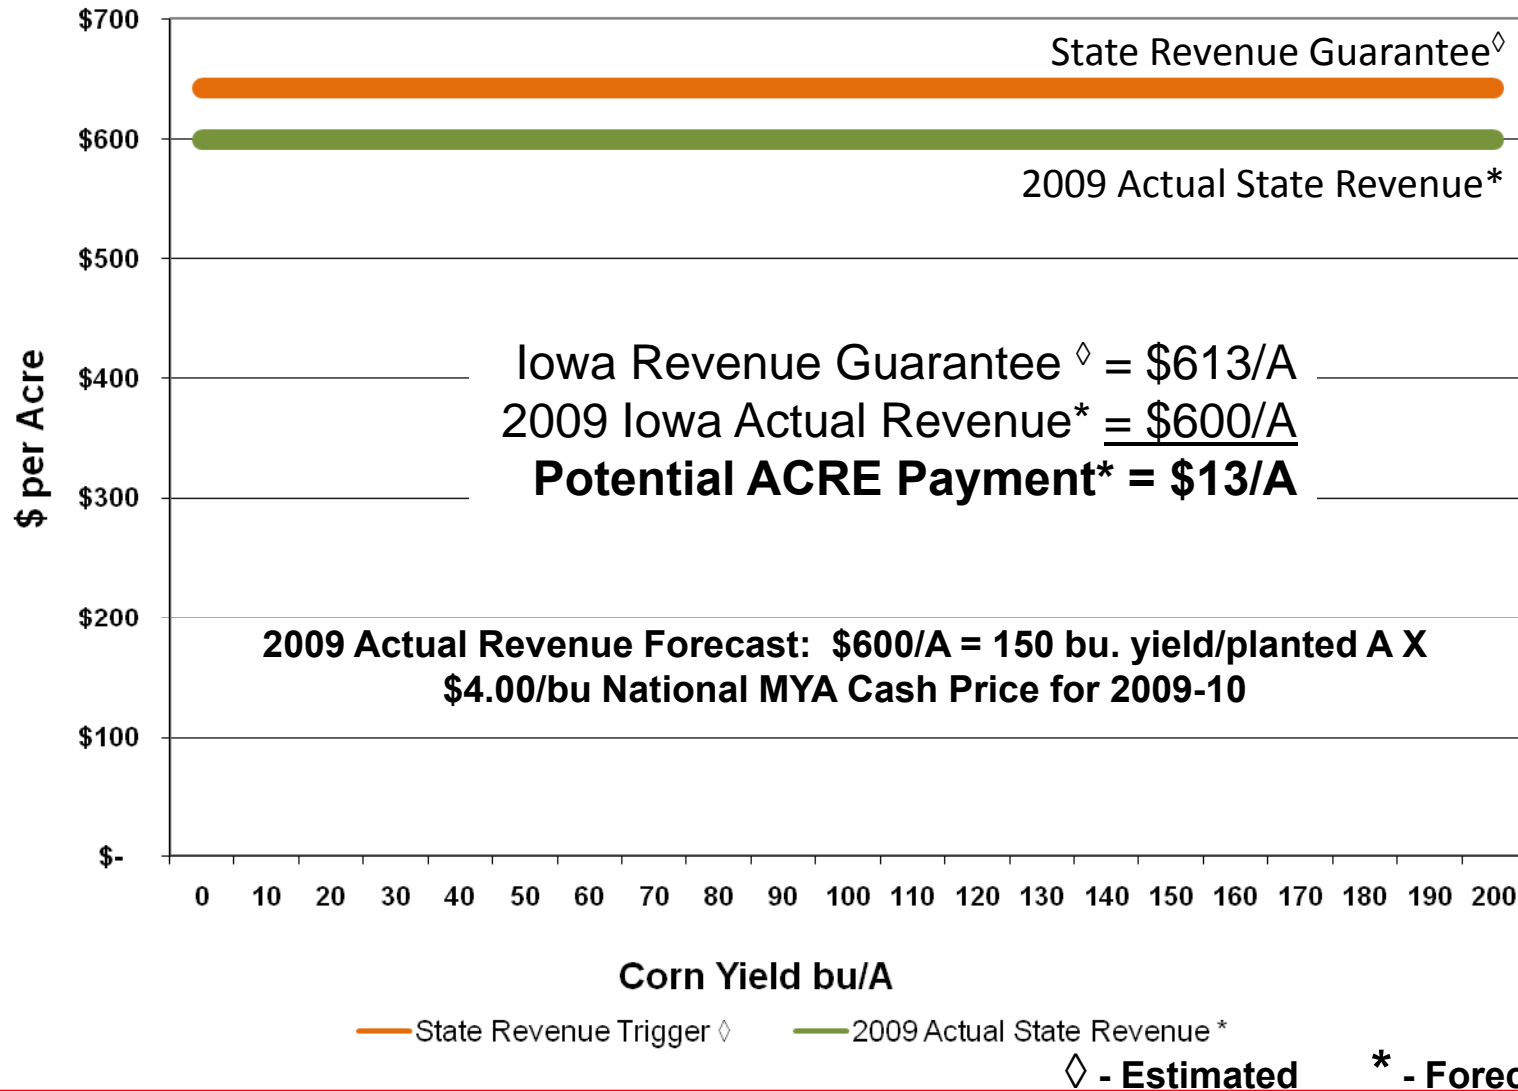 $700
State Revenue Guarantee◊
$600
2009 Actual State Revenue*
$500
Iowa Revenue Guarantee ◊ = $613/A
$400
2009 Iowa Actual Revenue* = $600/A
Potential ACRE Payment* = $13/A
$300
$ per Acre
$200
2009 Actual Revenue Forecast: $600/A = 150 bu. yield/planted A X
$4.00/bu National MYA Cash Price for 2009-10
$100
$-
0 10 20 30 40 50 60 70 80 90 100 110 120 130 140 150 160 170 180 190 200
Corn Yield bu/A
State Revenue Trigger ◊ 2009 Actual State Revenue *
◊ - Estimated * -